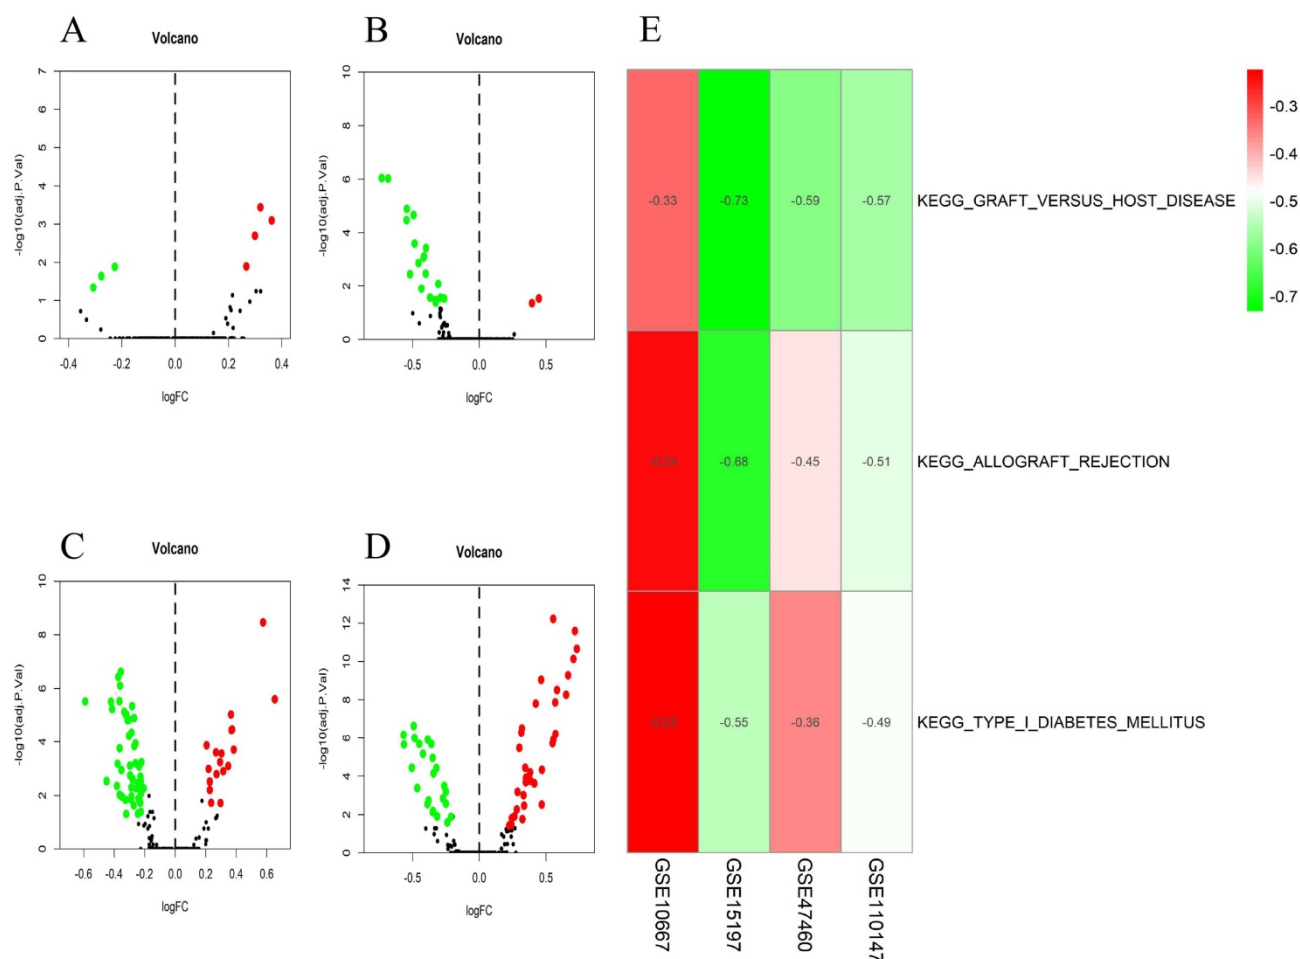 A
Volcano
-log10(adj.P.Val)
7
6
5
4
3
2
1
0
-0.4
-0.2
0.0
0.2
0.4
logFC
B
Volcano
-log10(adj.P.Val)
10
8
6
4
2
0
-0.5
0.0
0.5
logFC
C
Volcano
-log10(adj.P.Val)
10
8
6
4
2
0
-0.6
-0.4
-0.2
0.0
0.2
0.4
0.6
logFC
D
Volcano
-log10(adj.P.Val)
14
12
10
8
6
4
2
0
-0.5
0.0
0.5
logFC
E
-0.33
-0.73
-0.59
-0.57
KEGG_GRAFT_VERSUS_HOST_DISEASE
-0.68
-0.45
-0.51
KEGG_ALLOGRAFT_REJECTION
-0.55
-0.36
-0.49
KEGG_TYPE_I_DIABETES_MELLITUS
GSE10667
GSE15197
GSE47460
GSE110147
-0.3
-0.4
-0.5
-0.6
-0.7